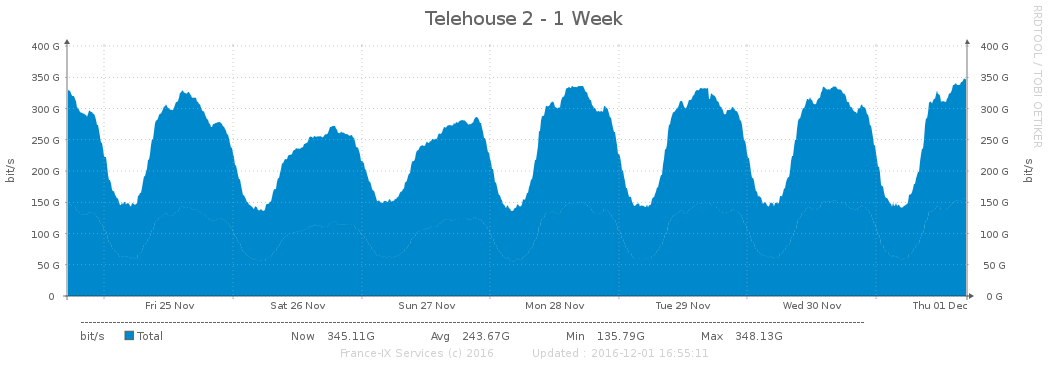 Telehouse 2 - 1 Week
RRDTOOL / TOBI OETIKER
bit/s
400 G 400 G
350 G 350 G
300 G 300 G
250 G 250 G
200 G 200 G
150 G 150 G
100 G 100 G
50 G 50 G
0 0 G
bit/s
Fri 25 Nov Sat 26 Nov Sun 27 Nov Mon 28 Nov Tue 29 Nov Wed 30 Nov Thu 01 Dec
bit/s Total Now 345.11G Avg 243.67G Min 135.79G Max 348.13G
France-IX Services (c) 2016 Updated : 2016-12-01 16:55:11